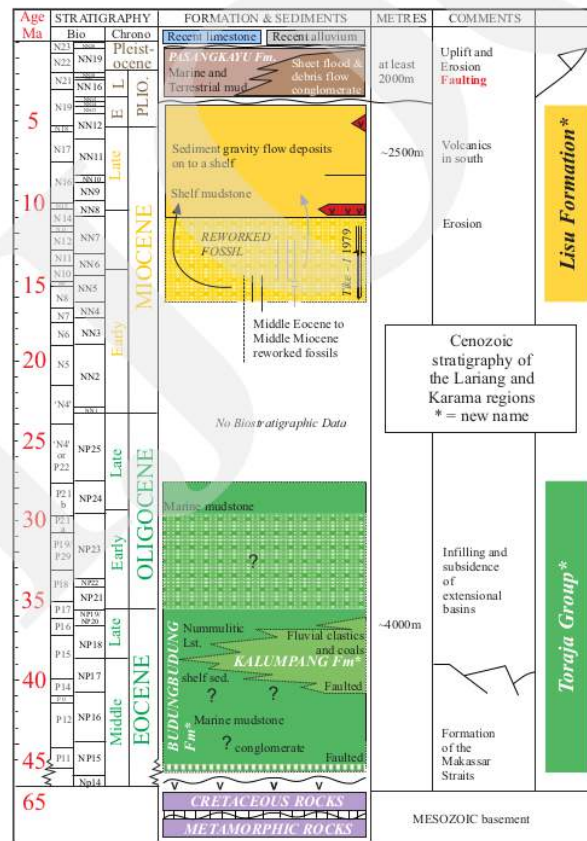 Age
Ma
STRATIGRAPHY
Bio
Chrono
FORMATION & SEDIMENTS
METRES
COMMENTS
N23
N22
N21
N19
N18
N17
N16
N14
N12
N11
N10
N8
N7
N6
N5
'N4'
'N4'
or
P22
P21
b
P21
a
P19/
P20
P18
P17
P16
P15
P14
P12
P11
NN19
NN16
NN12
NN11
NN10
NN9
NN8
NN7
NN6
NN5
NN4
NN3
NN2
NN1
NP25
NP24
NP23
NP22
NP21
NP19/
NP20
NP18
NP17
NP16
NP15
Np14
5
10
15
20
25
30
35
40
45
65
Pleist-
ocene
L
E
PLIO.
Late
Early
MIOCENE
Late
Early
OLIGOCENE
Late
Middle
EOCENE
Recent limestone
Recent alluvium
PASANGKAYU Fm.
Marine and
Terrestrial mud
Sheet flood &
debris flow
conglomerate
at least
2000m
Uplift and
Erosion
Faulting
Sediment gravity flow deposits
on to a shelf
~2500m
Volcanics
in south
Shelf mudstone
Erosion
REWORKED
FOSSIL
Tike - 1 1979
Middle Eocene to
Middle Miocene
reworked fossils
Lisu Formation*
Cenozoic
stratigraphy of
the Lariang and
Karama regions
* = new name
No Biostratigraphic Data
Marine mudstone
?
Infilling and
subsidence
of
extensional
basins
~4000m
Nummulitic
Lst.
Fluvial clastics
and coals
KALUMPANG Fm*
shelf sed.
Faulted
? ?
BUDUNGBUDUNG
Fm*
Marine mudstone
? conglomerate
Faulted
Formation
of the
Makassar
Straits
Toraja Group*
v v v v
CRETACEOUS ROCKS
METAMORPHIC ROCKS
MESOZOIC basement